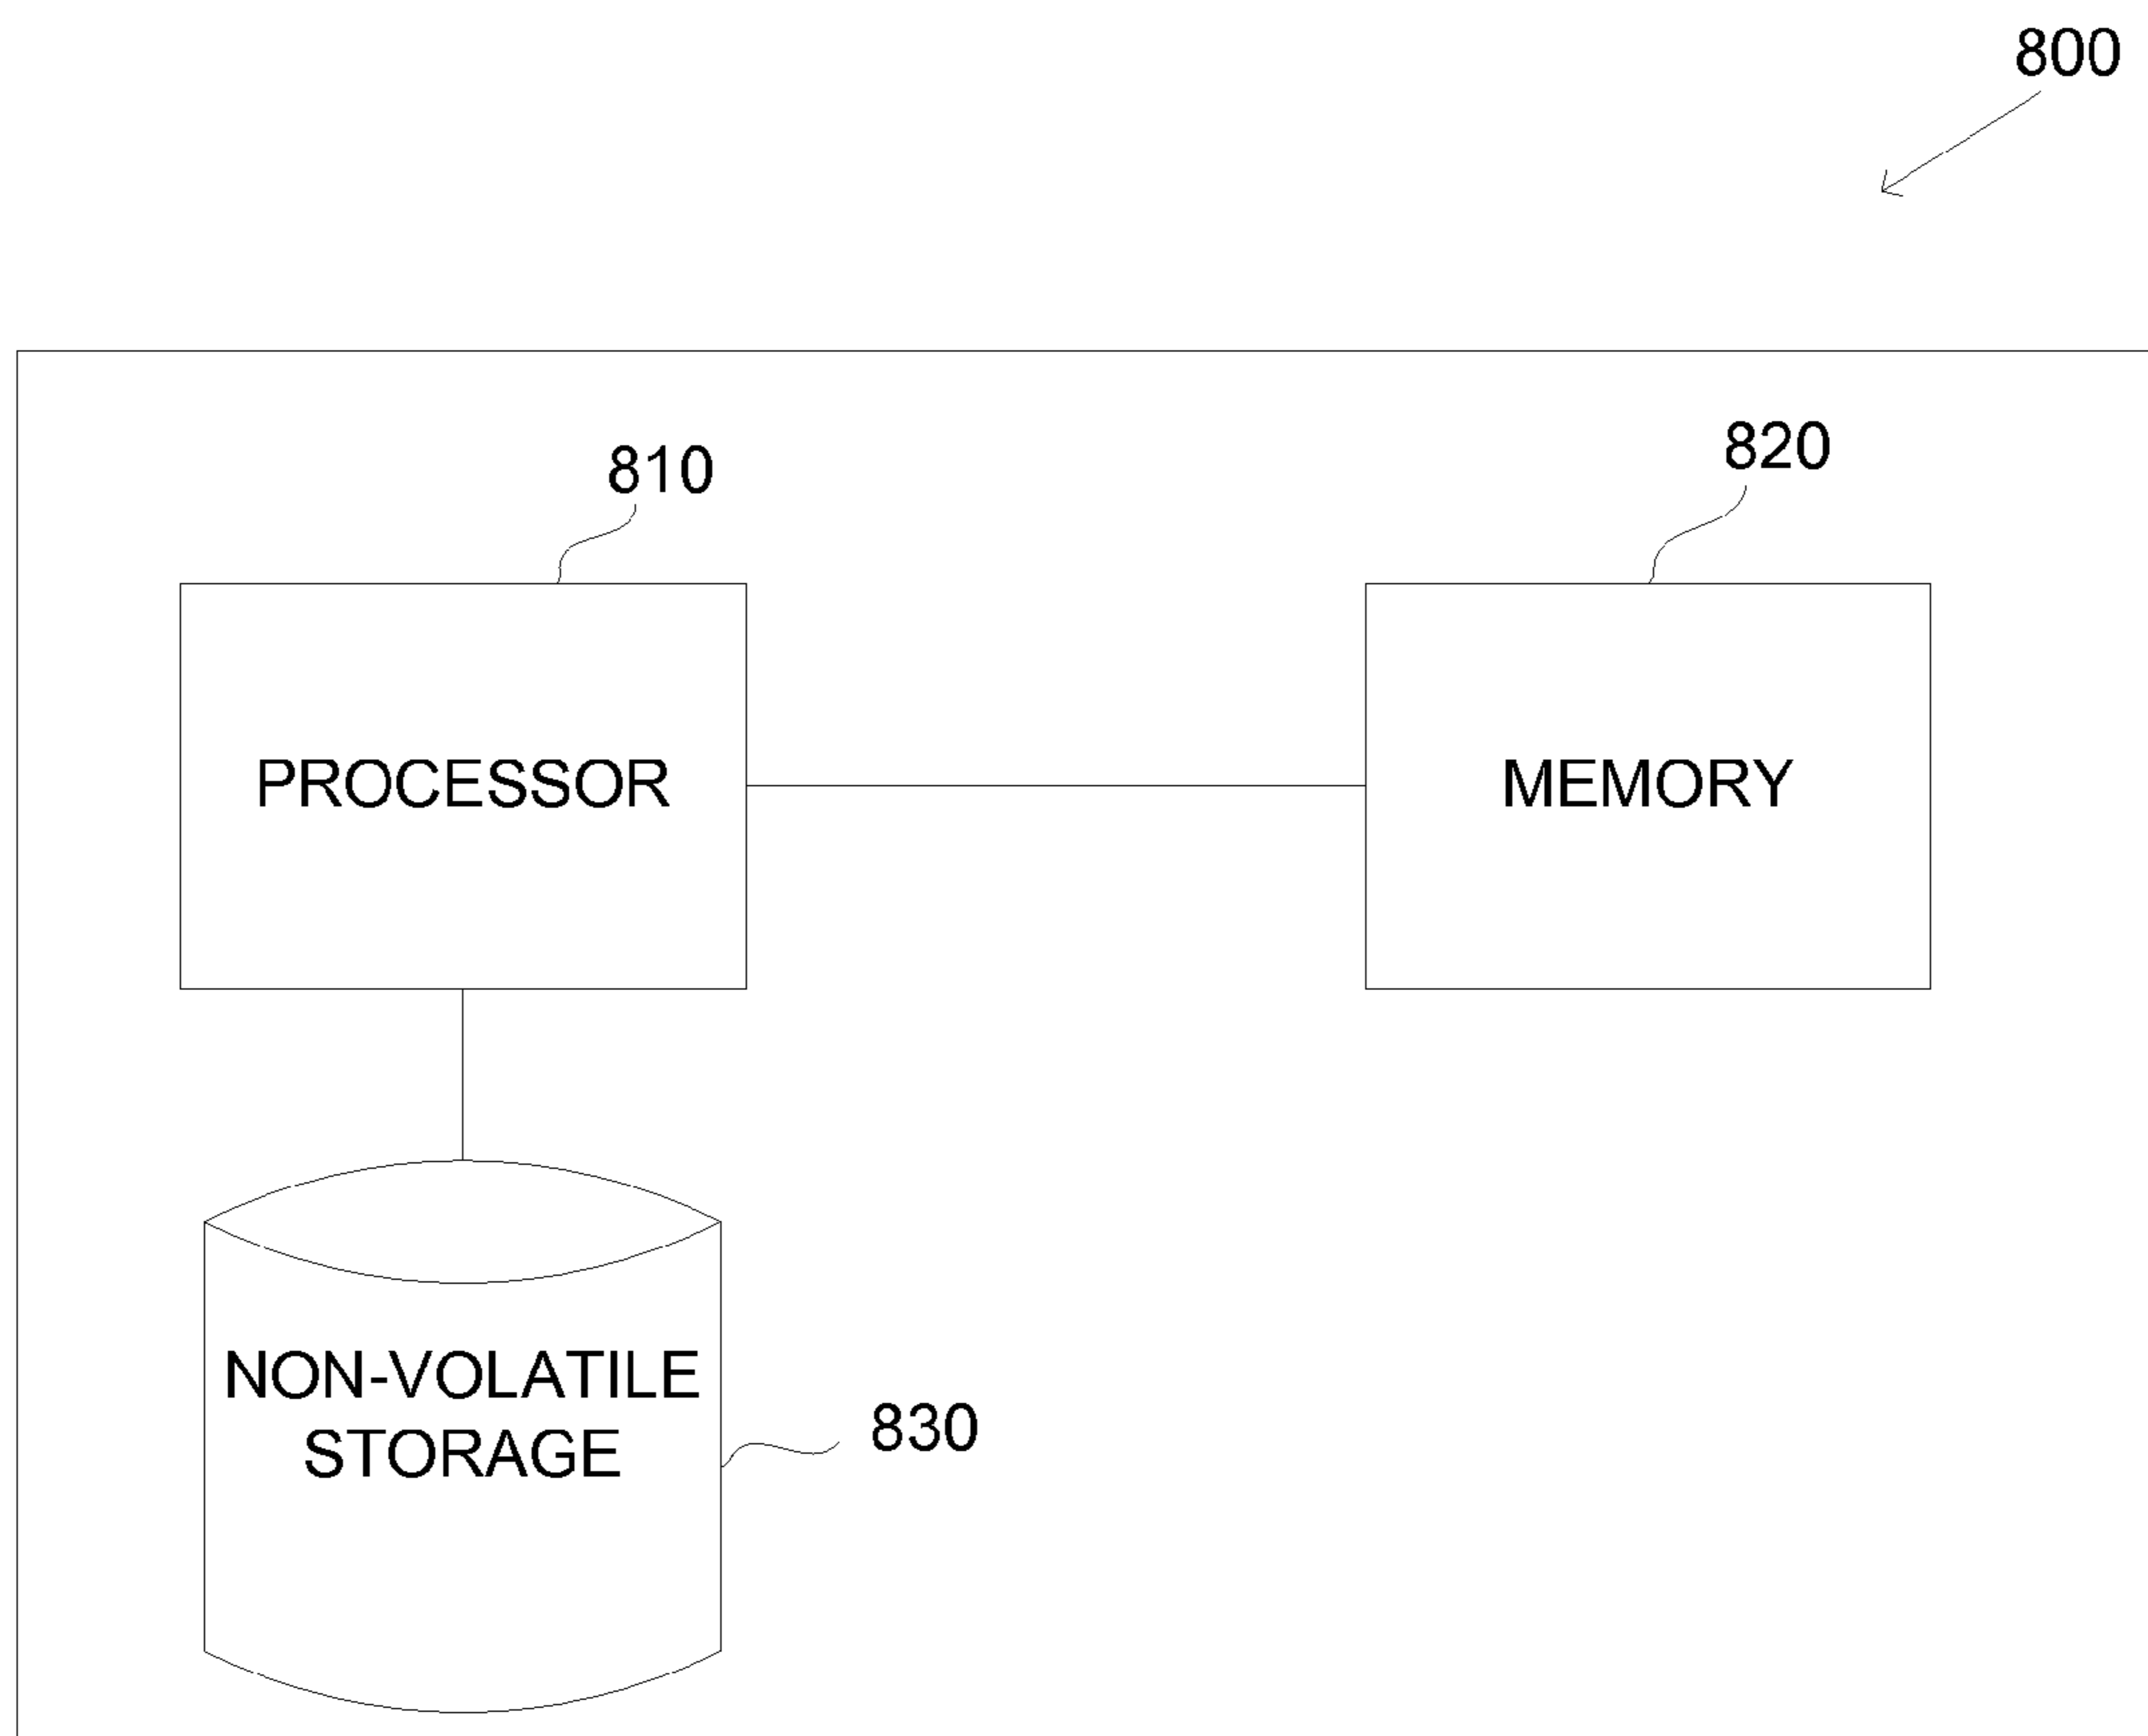 800
810
820
PROCESSOR
MEMORY
NON-VOLATILE
STORAGE
830